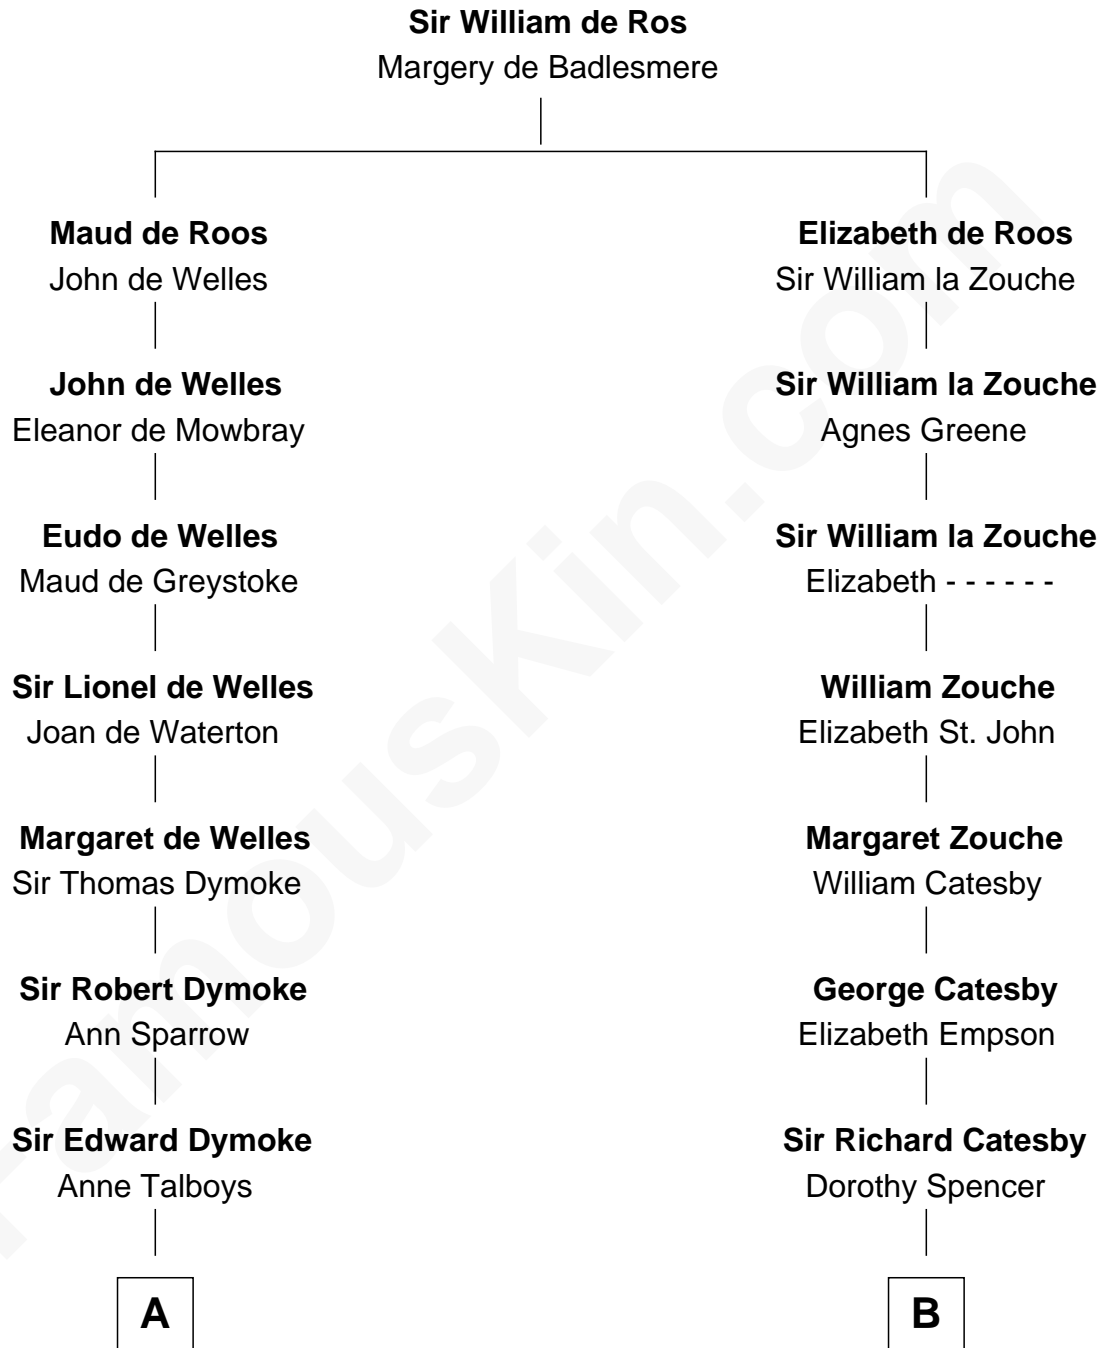 Sir William de Ros
Margery de Badlesmere
Maud de Roos
John de Welles
Elizabeth de Roos
Sir William la Zouche
John de Welles
Eleanor de Mowbray
Sir William la Zouche
Agnes Greene
Eudo de Welles
Maud de Greystoke
Sir William la Zouche
Elizabeth - - - - - -
Sir Lionel de Welles
Joan de Waterton
William Zouche
Elizabeth St. John
Margaret de Welles
Sir Thomas Dymoke
Margaret Zouche
William Catesby
Sir Robert Dymoke
Ann Sparrow
George Catesby
Elizabeth Empson
Sir Edward Dymoke
Anne Talboys
Sir Richard Catesby
Dorothy Spencer
A
B
FamousKin.com